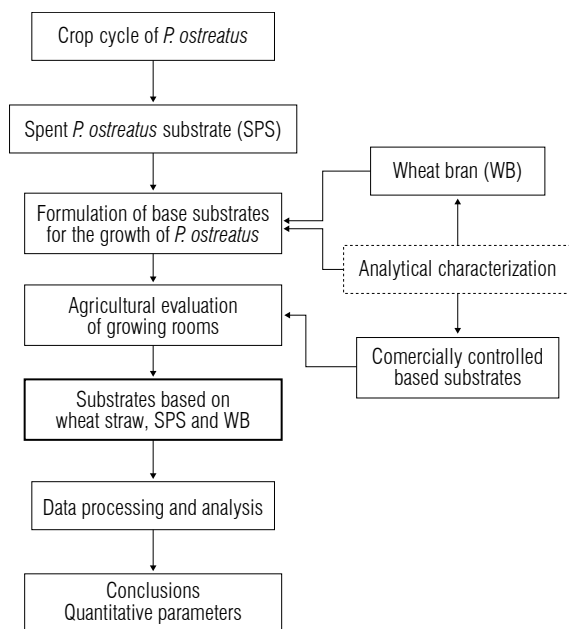 Crop cycle of P. ostreatus
Spent P. ostreatus substrate (SPS)
Wheat bran (WB)
Formulation of base substrates
for the growth of P. ostreatus
Analytical characterization
Agricultural evaluation
of growing rooms
Comercially controlled
based substrates
Substrates based on
wheat straw, SPS and WB
Data processing and analysis
Conclusions
Quantitative parameters